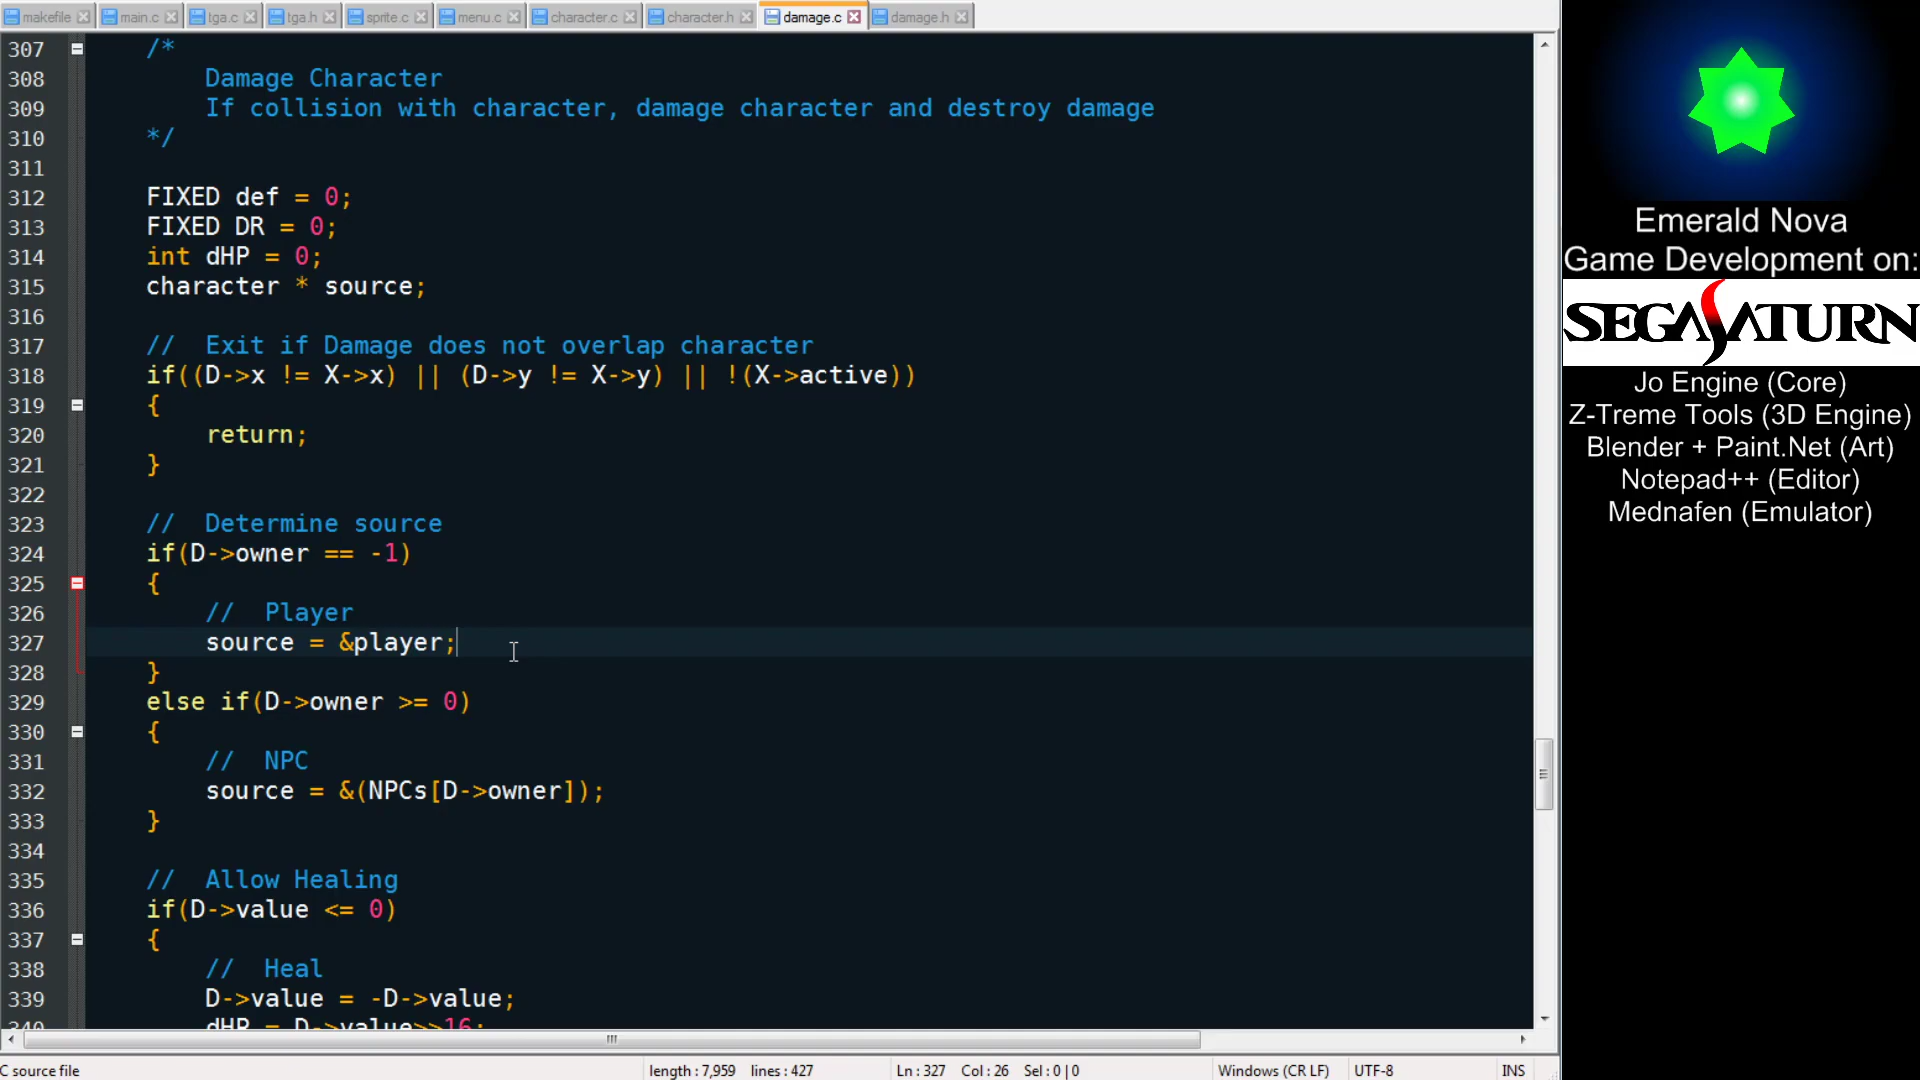 makefile main.c tga.c tga.h sprite.c menu.c character.c character.h damage.c damage.h
307 /*
308 Damage Character
309 If collision with character, damage character and destroy damage
310 */
311
312 FIXED def = 0;
313 FIXED DR = 0;
314 int dHP = 0;
315 character * source;
316
317 // Exit if Damage does not overlap character
318 if((D->x != X->x) || (D->y != X->y) || !(X->active))
319 {
320 return;
321 }
322
323 // Determine source
324 if(D->owner == -1)
325 {
326 // Player
327 source = &player;
328 }
329 else if(D->owner >= 0)
330 {
331 // NPC
332 source = &(NPCs[D->owner]);
333 }
334
335 // Allow Healing
336 if(D->value <= 0)
337 {
338 // Heal
339 D->value = -D->value;
340 dHP = D->value>>16;
C source file length : 7,959 lines : 427 Ln : 327 Col : 26 Sel : 0 | 0 Windows (CR LF) UTF-8 INS
Emerald Nova
Game Development on:
SEGA SATURN
Jo Engine (Core)
Z-Treme Tools (3D Engine)
Blender + Paint.Net (Art)
Notepad++ (Editor)
Mednafen (Emulator)